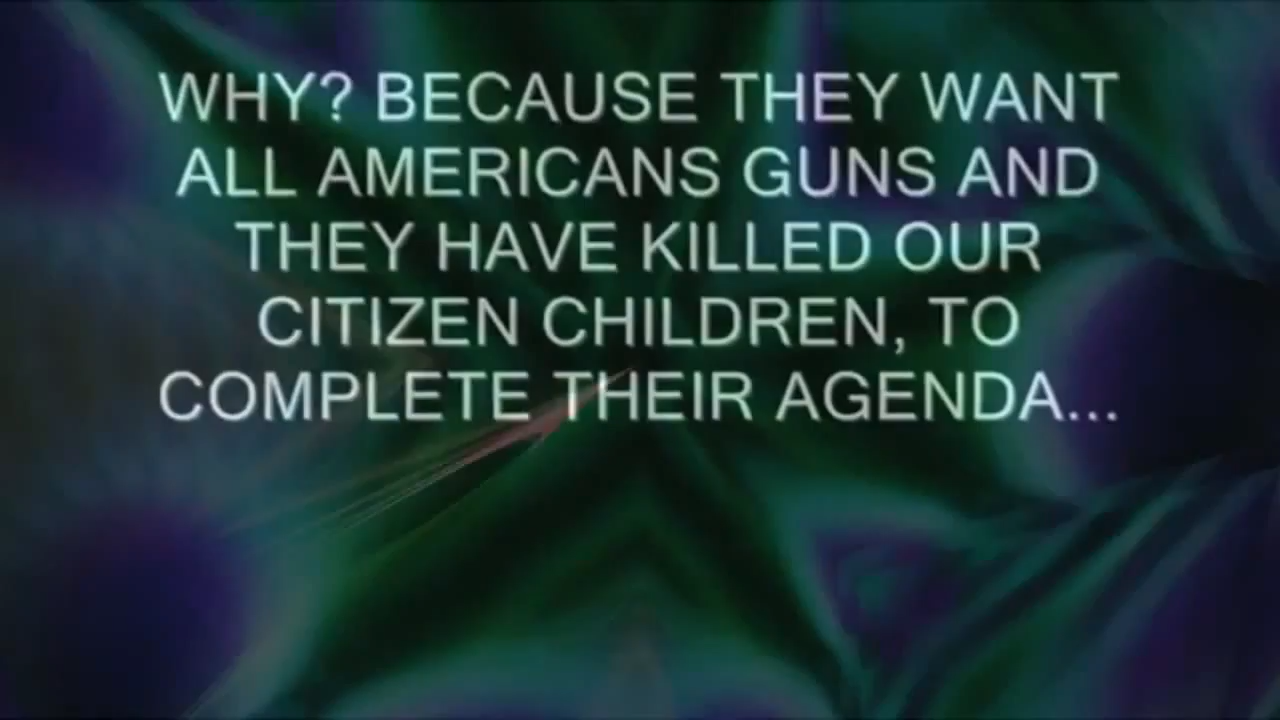 WHY? BECAUSE THEY WANT
ALL AMERICANS GUNS AND
THEY HAVE KILLED OUR
CITIZEN CHILDREN, TO
COMPLETE THEIR AGENDA...